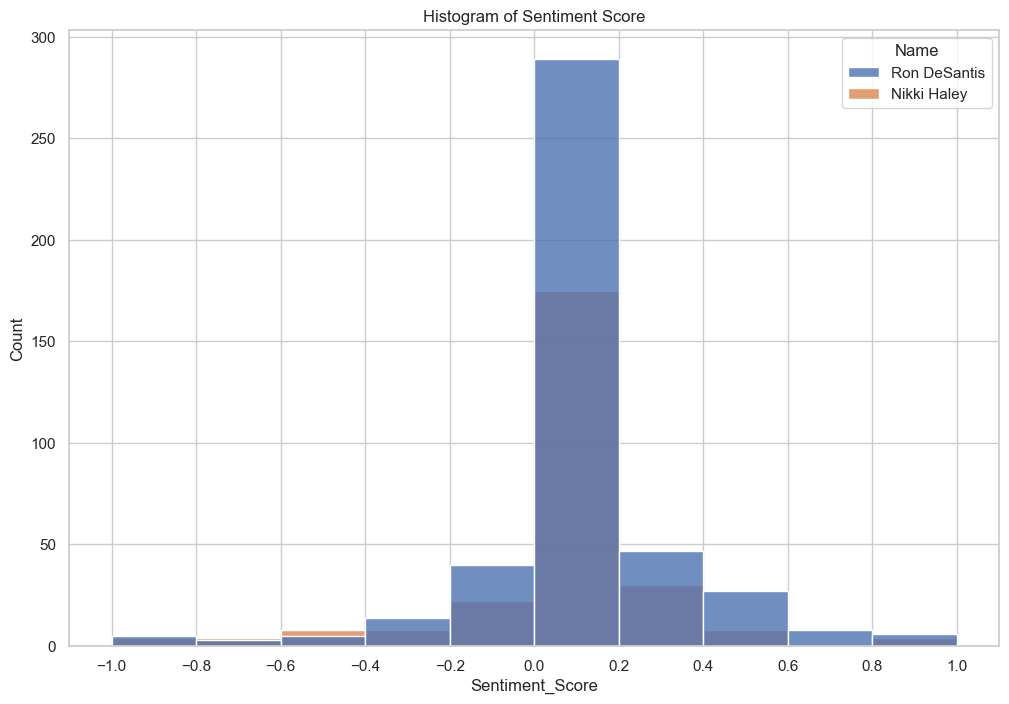 Histogram of Sentiment Score
Name
Ron DeSantis
Nikki Haley
300
250
200
150
100
50
0
Count
−1.0 −0.8 −0.6 −0.4 −0.2 0.0 0.2 0.4 0.6 0.8 1.0
Sentiment_Score